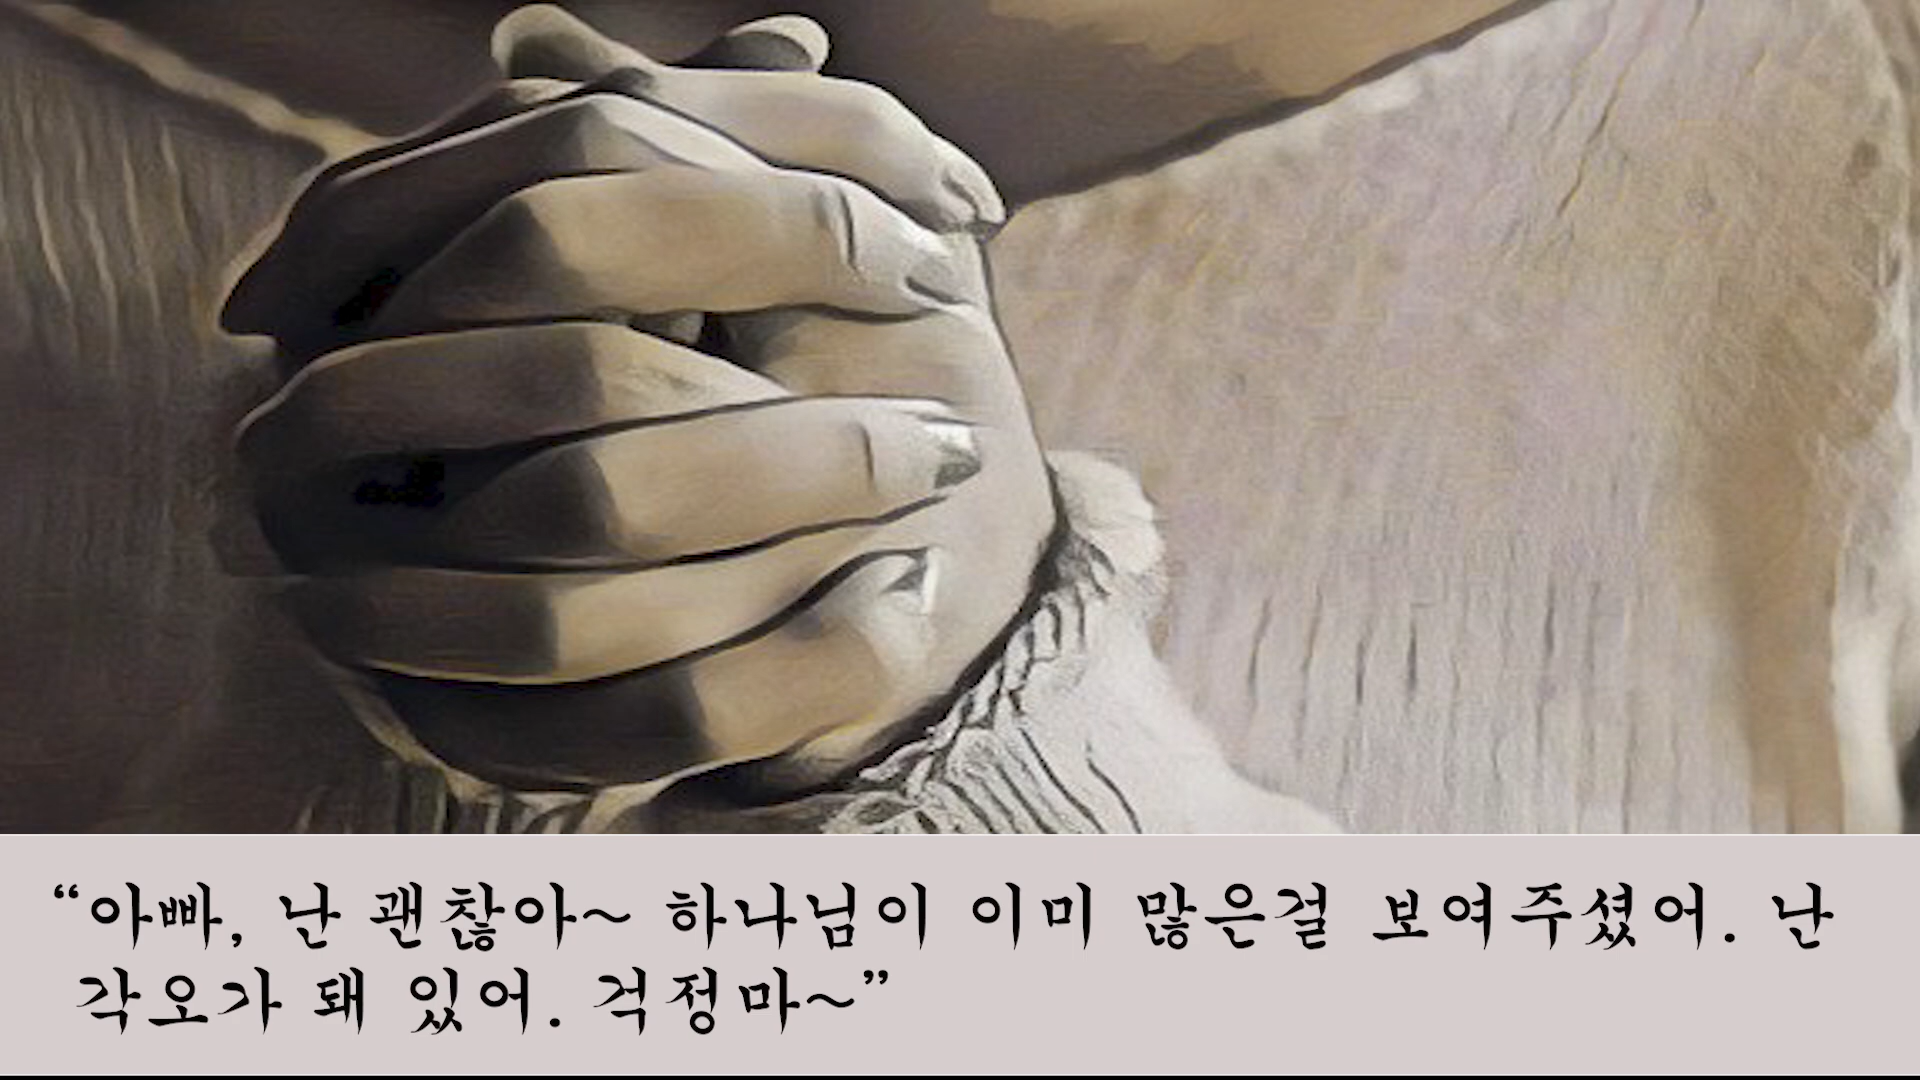 “아빠, 난 괜찮아~ 하나님이 이미 많은걸 보여주셨어. 난
각오가 돼 있어. 걱정마~”